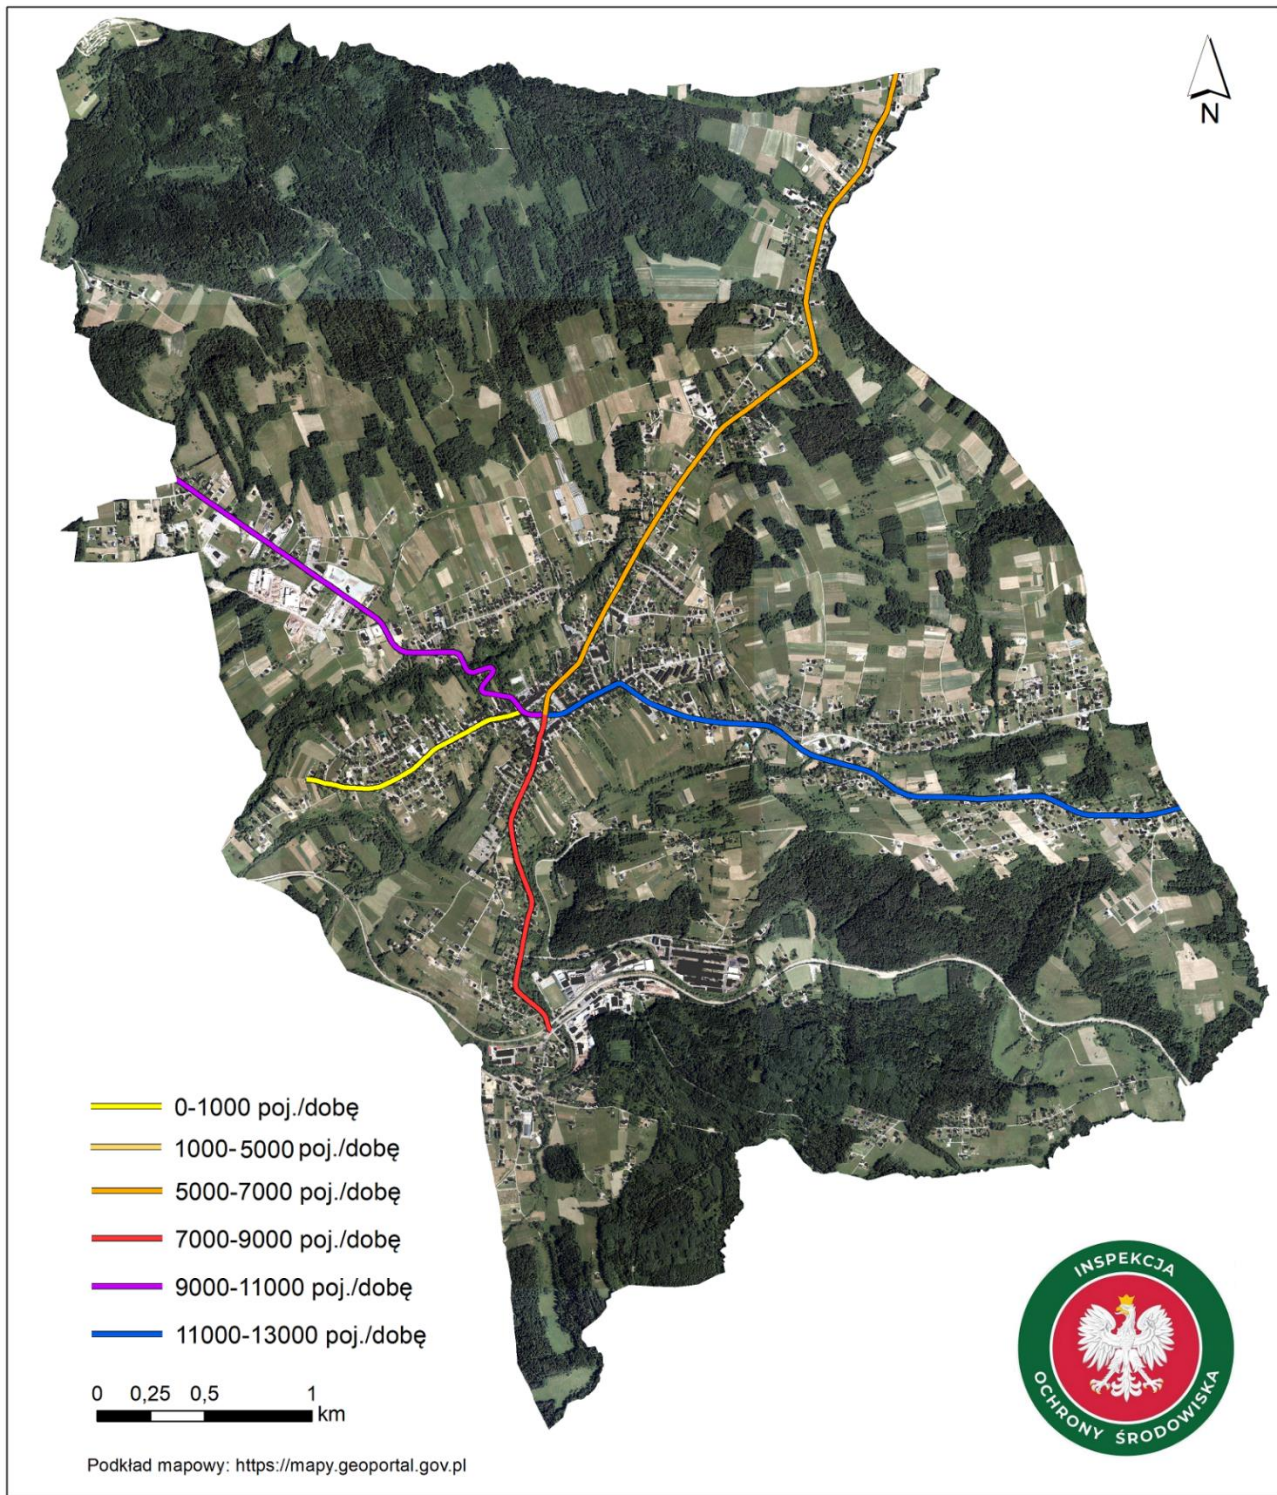 N
0-1000 poj./dobę
1000-5000 poj./dobę
5000-7000 poj./dobę
7000-9000 poj./dobę
9000-11000 poj./dobę
11000-13000 poj./dobę
0 0,25 0,5 1
km
Podkład mapowy: https://mapy.geoportal.gov.pl
INSPEKCJA
OCHRONY ŚRODOWISKA